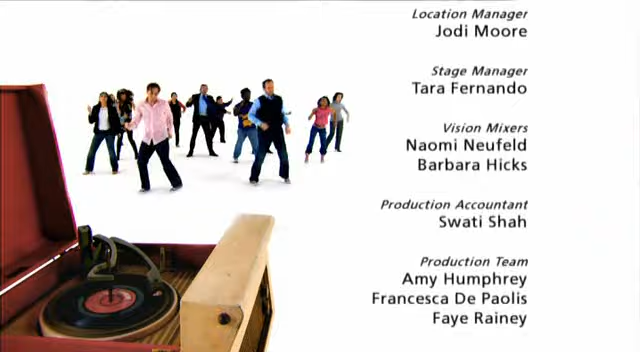 Location Manager
Jodi Moore
Stage Manager
Tara Fernando
Vision Mixers
Naomi Neufeld
Barbara Hicks
Production Accountant
Swati Shah
Production Team
Amy Humphrey
Francesca De Paolis
Faye Rainey